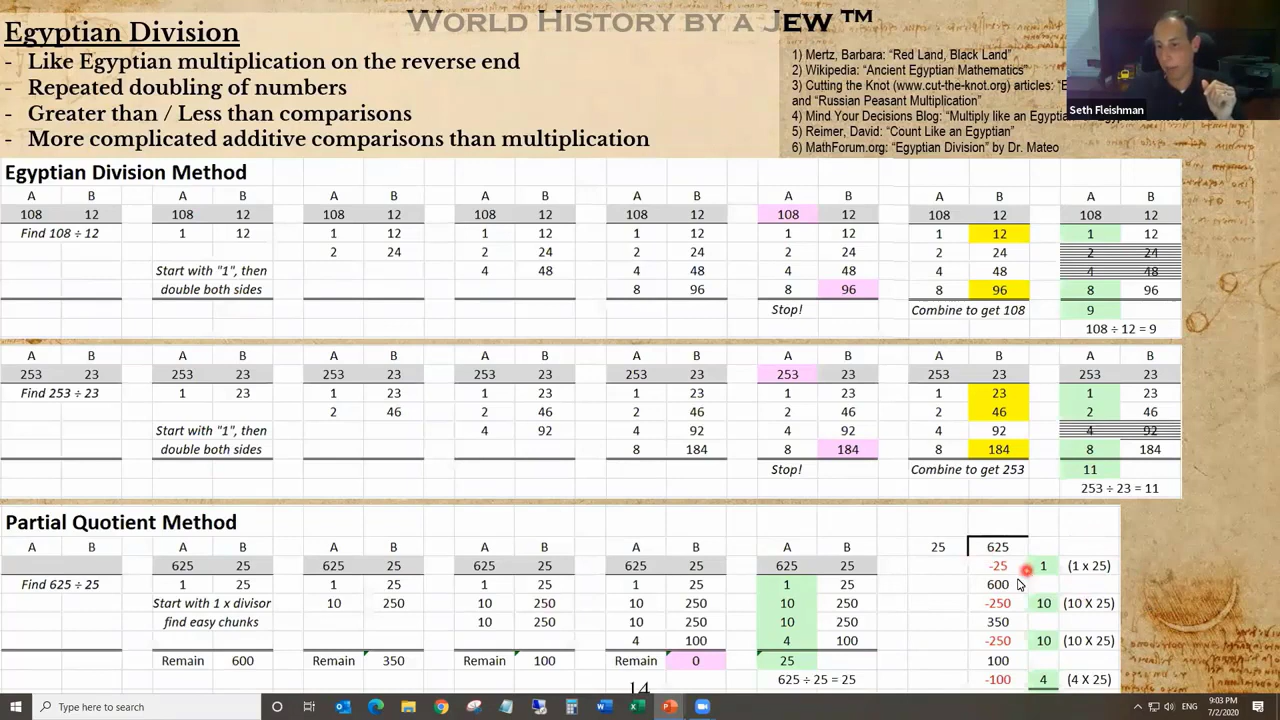 World History by a Jew ™
Egyptian Division
- Like Egyptian multiplication on the reverse end
- Repeated doubling of numbers
- Greater than / Less than comparisons
- More complicated additive comparisons than multiplication
1) Mertz, Barbara: “Red Land, Black Land”
2) Wikipedia: “Ancient Egyptian Mathematics”
3) Cutting the Knot (www.cut-the-knot.org) articles:
and “Russian Peasant Multiplication”
4) Mind Your Decisions Blog: “Multiply like an
5) Reimer, David: “Count Like an Egyptian”
6) MathForum.org: “Egyptian Division” by Dr. Mateo
Seth Fleishman
Egyptian Division Method
A B A B A B A B A B A B A B A B
108 12 108 12 108 12 108 12 108 12 108 12 108 12 108 12
Find 108 ÷ 12 1 12 1 12 1 12 1 12 1 12 1 12 1 12
2 24 2 24 2 24 2 24 2 24 2 24
Start with "1", then 4 48 4 48 4 48 4 48 4 48
double both sides 8 96 8 96 8 96 8 96
Stop! Combine to get 108 9
108 ÷ 12 = 9
A B A B A B A B A B A B A B A B
253 23 253 23 253 23 253 23 253 23 253 23 253 23 253 23
Find 253 ÷ 23 1 23 1 23 1 23 1 23 1 23 1 23 1 23
2 46 2 46 2 46 2 46 2 46 2 46
Start with "1", then 4 92 4 92 4 92 4 92 4 92
double both sides 8 184 8 184 8 184 8 184
Stop! Combine to get 253 11
253 ÷ 23 = 11
Partial Quotient Method
A B A B A B A B A B A B 25 625
625 25 625 25 625 25 625 25 625 25 -25 1 (1 x 25)
Find 625 ÷ 25 1 25 1 25 1 25 1 25 1 25 600
Start with 1 x divisor 10 250 10 250 10 250 10 250 -250 10 (10 X 25)
find easy chunks 10 250 10 250 10 250 350
4 100 4 100 -250 10 (10 X 25)
Remain 600 Remain 350 Remain 100 Remain 0 25 100
625 ÷ 25 = 25 -100 4 (4 X 25)
14
Type here to search
ENG
9:03 PM
7/2/2020